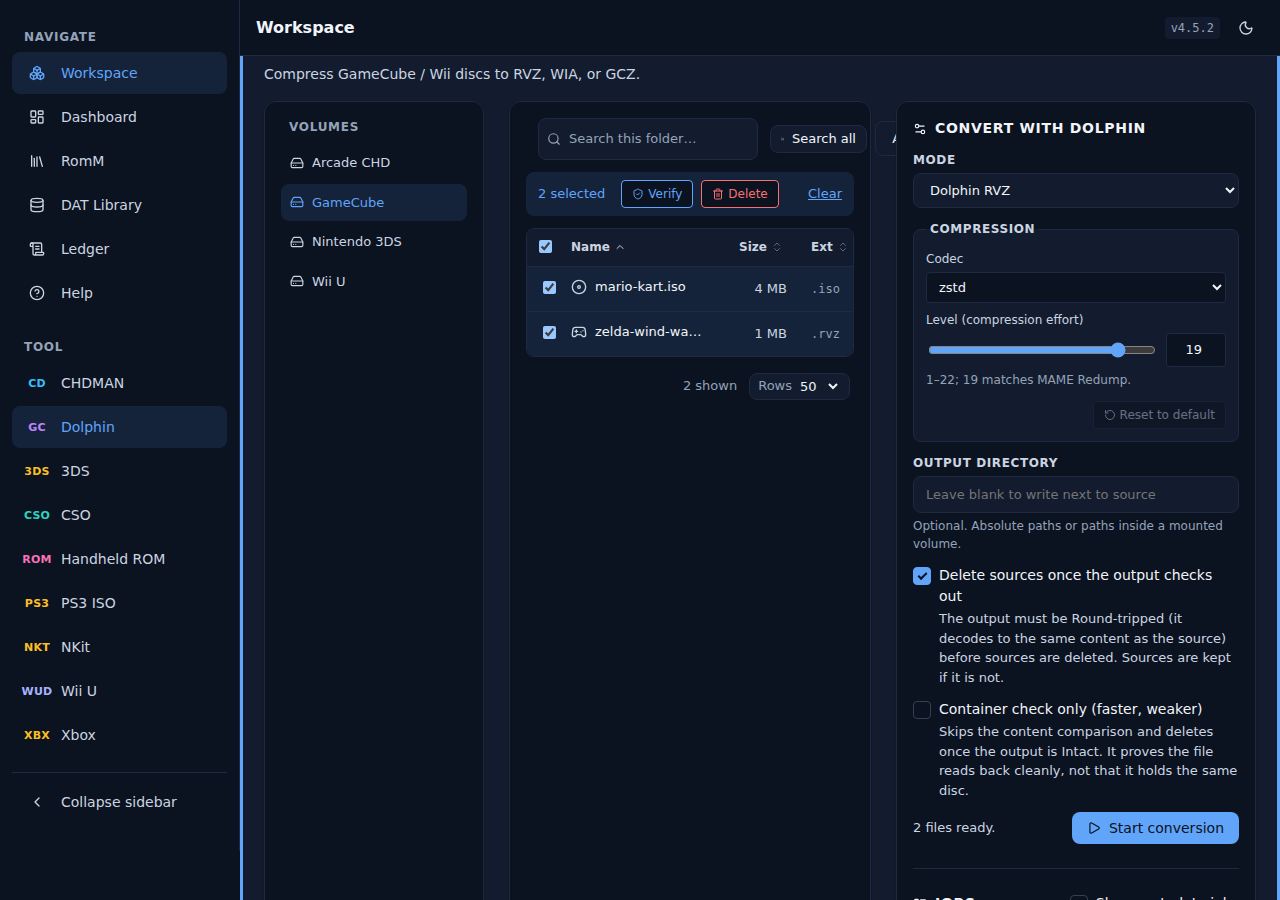 NAVIGATE
Workspace
Dashboard
RomM
DAT Library
Ledger
Help
TOOL
CD CHDMAN
GC Dolphin
3DS 3DS
CSO CSO
ROM Handheld ROM
PS3 PS3 ISO
NKT NKit
WUD Wii U
XBX Xbox
Collapse sidebar
Workspace
v4.5.2
Compress GameCube / Wii discs to RVZ, WIA, or GCZ.
VOLUMES
Arcade CHD
GameCube
Nintendo 3DS
Wii U
Search this folder…
Search all
2 selected Verify Delete Clear
Name Size Ext
mario-kart.iso 4 MB .iso
zelda-wind-wa… 1 MB .rvz
2 shown Rows 50
CONVERT WITH DOLPHIN
MODE
Dolphin RVZ
COMPRESSION
Codec
zstd
Level (compression effort)
19
1–22; 19 matches MAME Redump.
Reset to default
OUTPUT DIRECTORY
Leave blank to write next to source
Optional. Absolute paths or paths inside a mounted
volume.
Delete sources once the output checks
out
The output must be Round-tripped (it
decodes to the same content as the source)
before sources are deleted. Sources are kept
if it is not.
Container check only (faster, weaker)
Skips the content comparison and deletes
once the output is Intact. It proves the file
reads back cleanly, not that it holds the same
disc.
2 files ready.
Start conversion